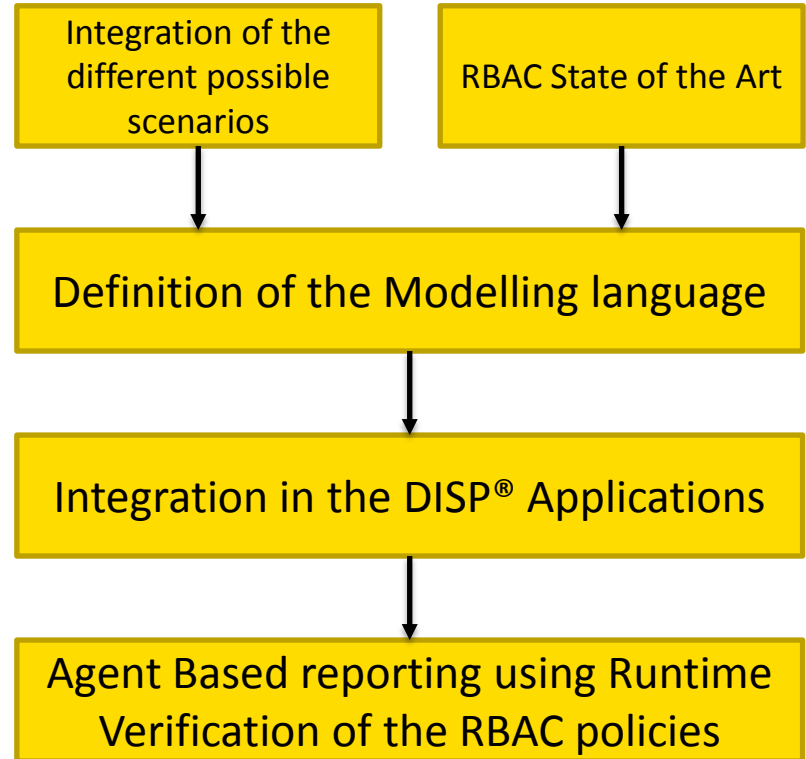 Integration of the
different possible
scenarios
RBAC State of the Art
Definition of the Modelling language
Integration in the DISP® Applications
Agent Based reporting using Runtime
Verification of the RBAC policies